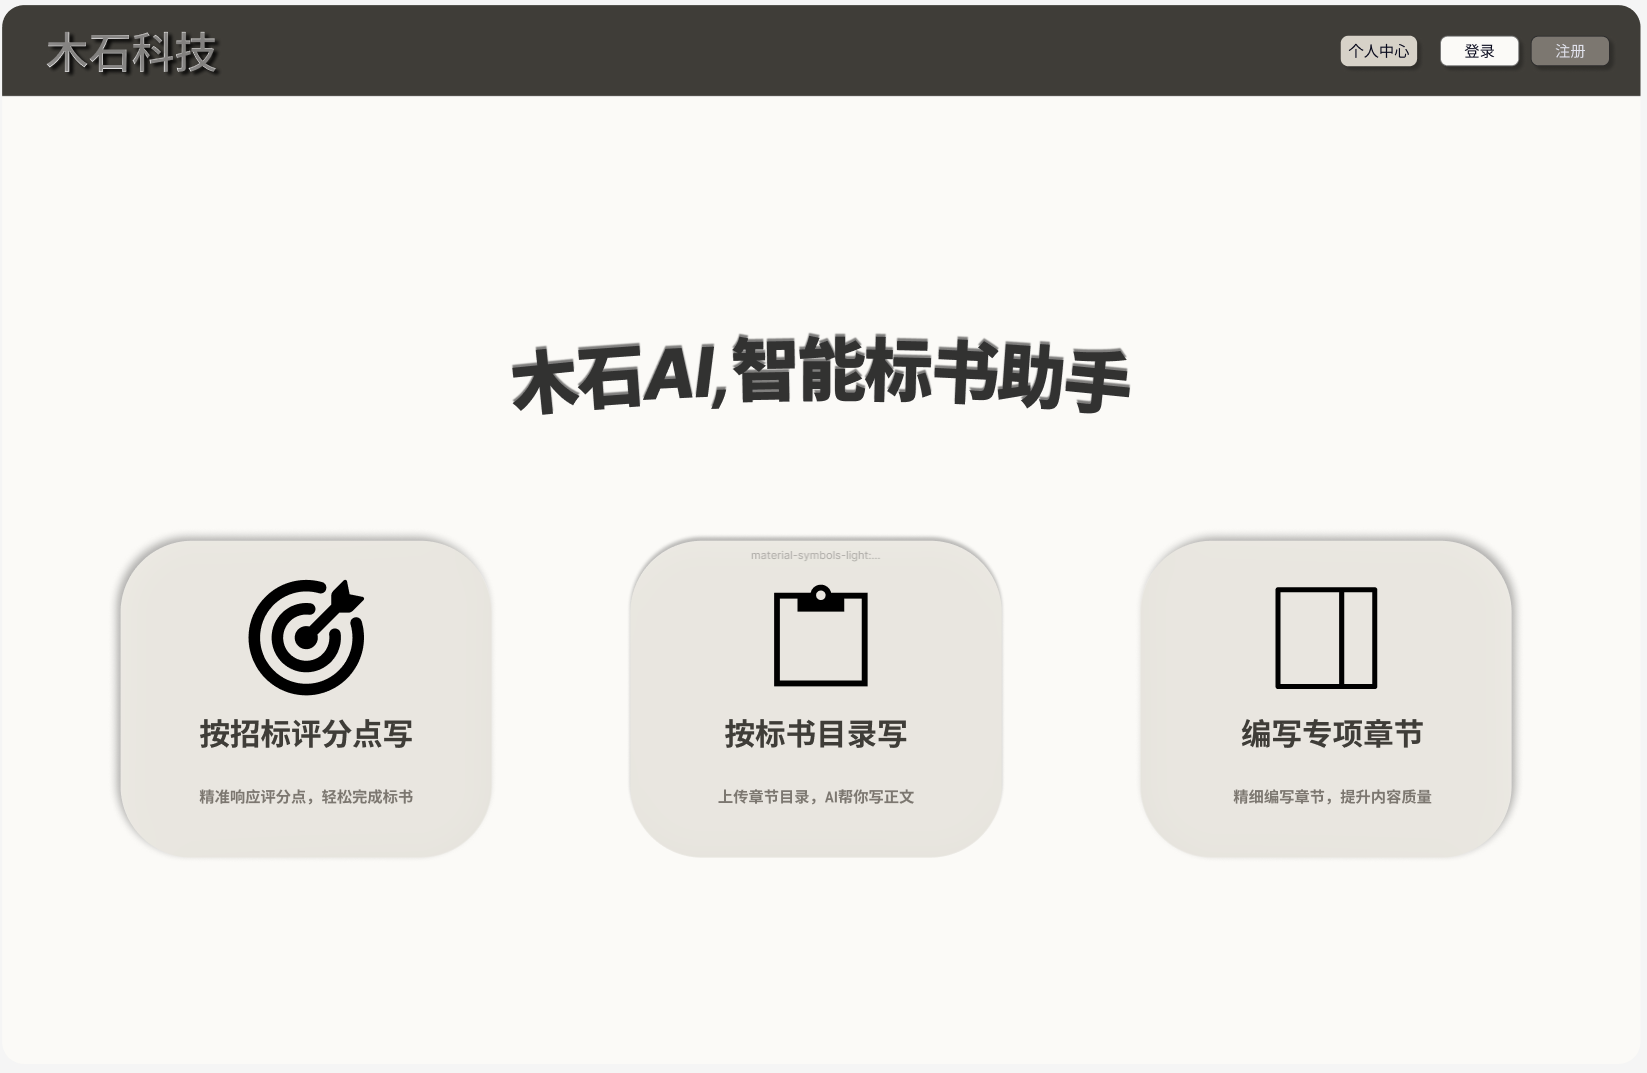 木石科技
个人中心
登录
注册
木石AI,智能标书助手
material-symbols-light:...
按招标评分点写
按标书目录写
编写专项章节
精准响应评分点，轻松完成标书
上传章节目录，AI帮你写正文
精细编写章节，提升内容质量